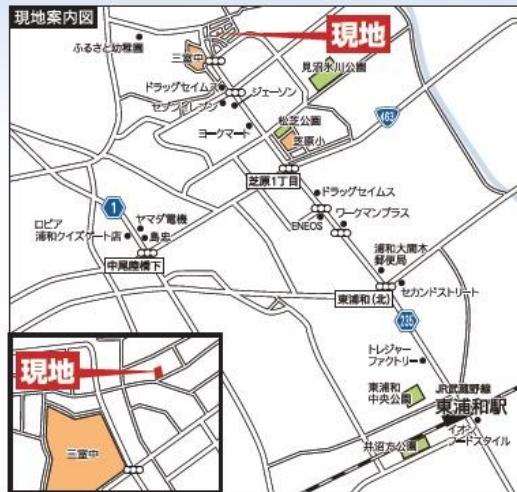 現地案内図
現地
ふるさと幼稚園
三室中
見沼氷川公園
ドラッグセイムス
ジェーソン
セブンイレブン
松芝公園
463
ヨークマート
芝原小
芝原1丁目
ドラッグセイムス
1
ヤマダ電機
ENEOS
ワークマンプラス
ロピア
浦和クイズゲート店
島忠
浦和大間木
郵便局
中尾陸橋下
東浦和(北)
セカンドストリート
235
トレジャー
ファクトリー
JR武蔵野線
東浦和
中央公園
東浦和駅
イオン
フードスタイル
井沼方公園
現地
三室中